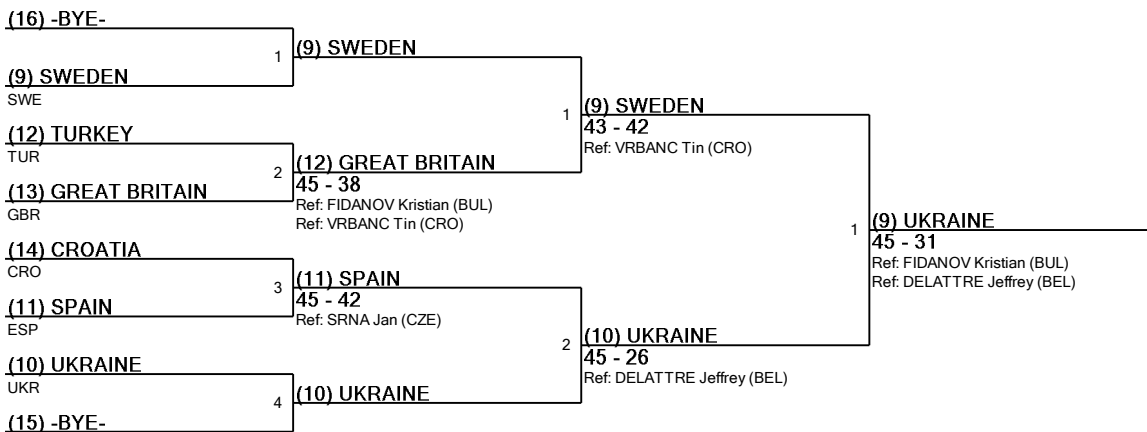 (16) -BYE-
1
(9) SWEDEN
(9) SWEDEN
SWE
1
(9) SWEDEN
43 - 42
Ref: VRBANC Tin (CRO)
(12) TURKEY
TUR
2
(12) GREAT BRITAIN
45 - 38
Ref: FIDANOV Kristian (BUL)
Ref: VRBANC Tin (CRO)
(13) GREAT BRITAIN
GBR
1
(9) UKRAINE
45 - 31
Ref: FIDANOV Kristian (BUL)
Ref: DELATTRE Jeffrey (BEL)
(14) CROATIA
CRO
3
(11) SPAIN
45 - 42
Ref: SRNA Jan (CZE)
(11) SPAIN
ESP
2
(10) UKRAINE
45 - 26
Ref: DELATTRE Jeffrey (BEL)
(10) UKRAINE
UKR
4
(10) UKRAINE
(15) -BYE-